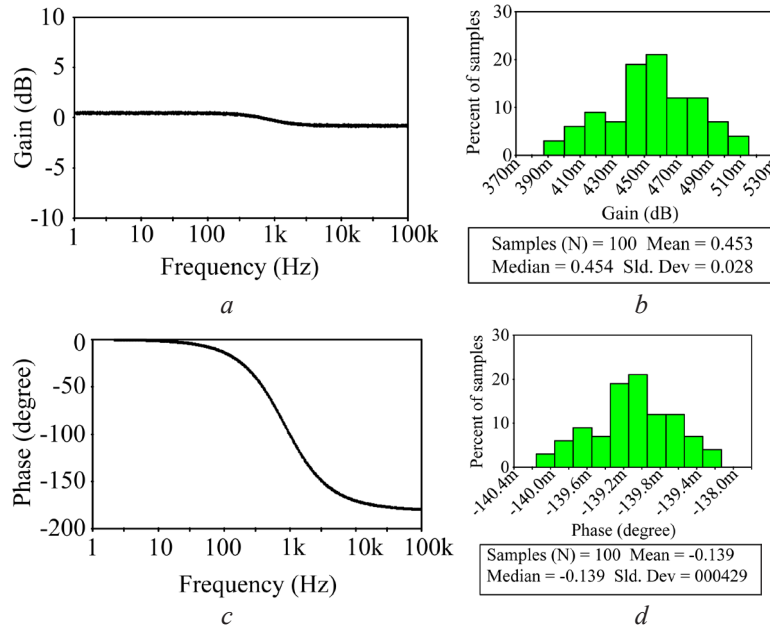 10
5
0
-5
-10
Gain (dB)
1
10
100
1k
10k
100k
Frequency (Hz)
a
30
20
10
0
Percent of samples
370m
390m
410m
430m
450m
470m
490m
510m
530m
Gain (dB)
Samples (N) = 100 Mean = 0.453
Median = 0.454 Sld. Dev = 0.028
b
0
-50
-100
-150
-200
Phase (degree)
1
10
100
1k
10k
100k
Frequency (Hz)
c
30
20
10
0
Percent of samples
-140.4m
-140.0m
-139.6m
-139.2m
-139.8m
-139.4m
-138.0m
Phase (degree)
Samples (N) = 100 Mean = -0.139
Median = -0.139 Sld. Dev = 000429
d